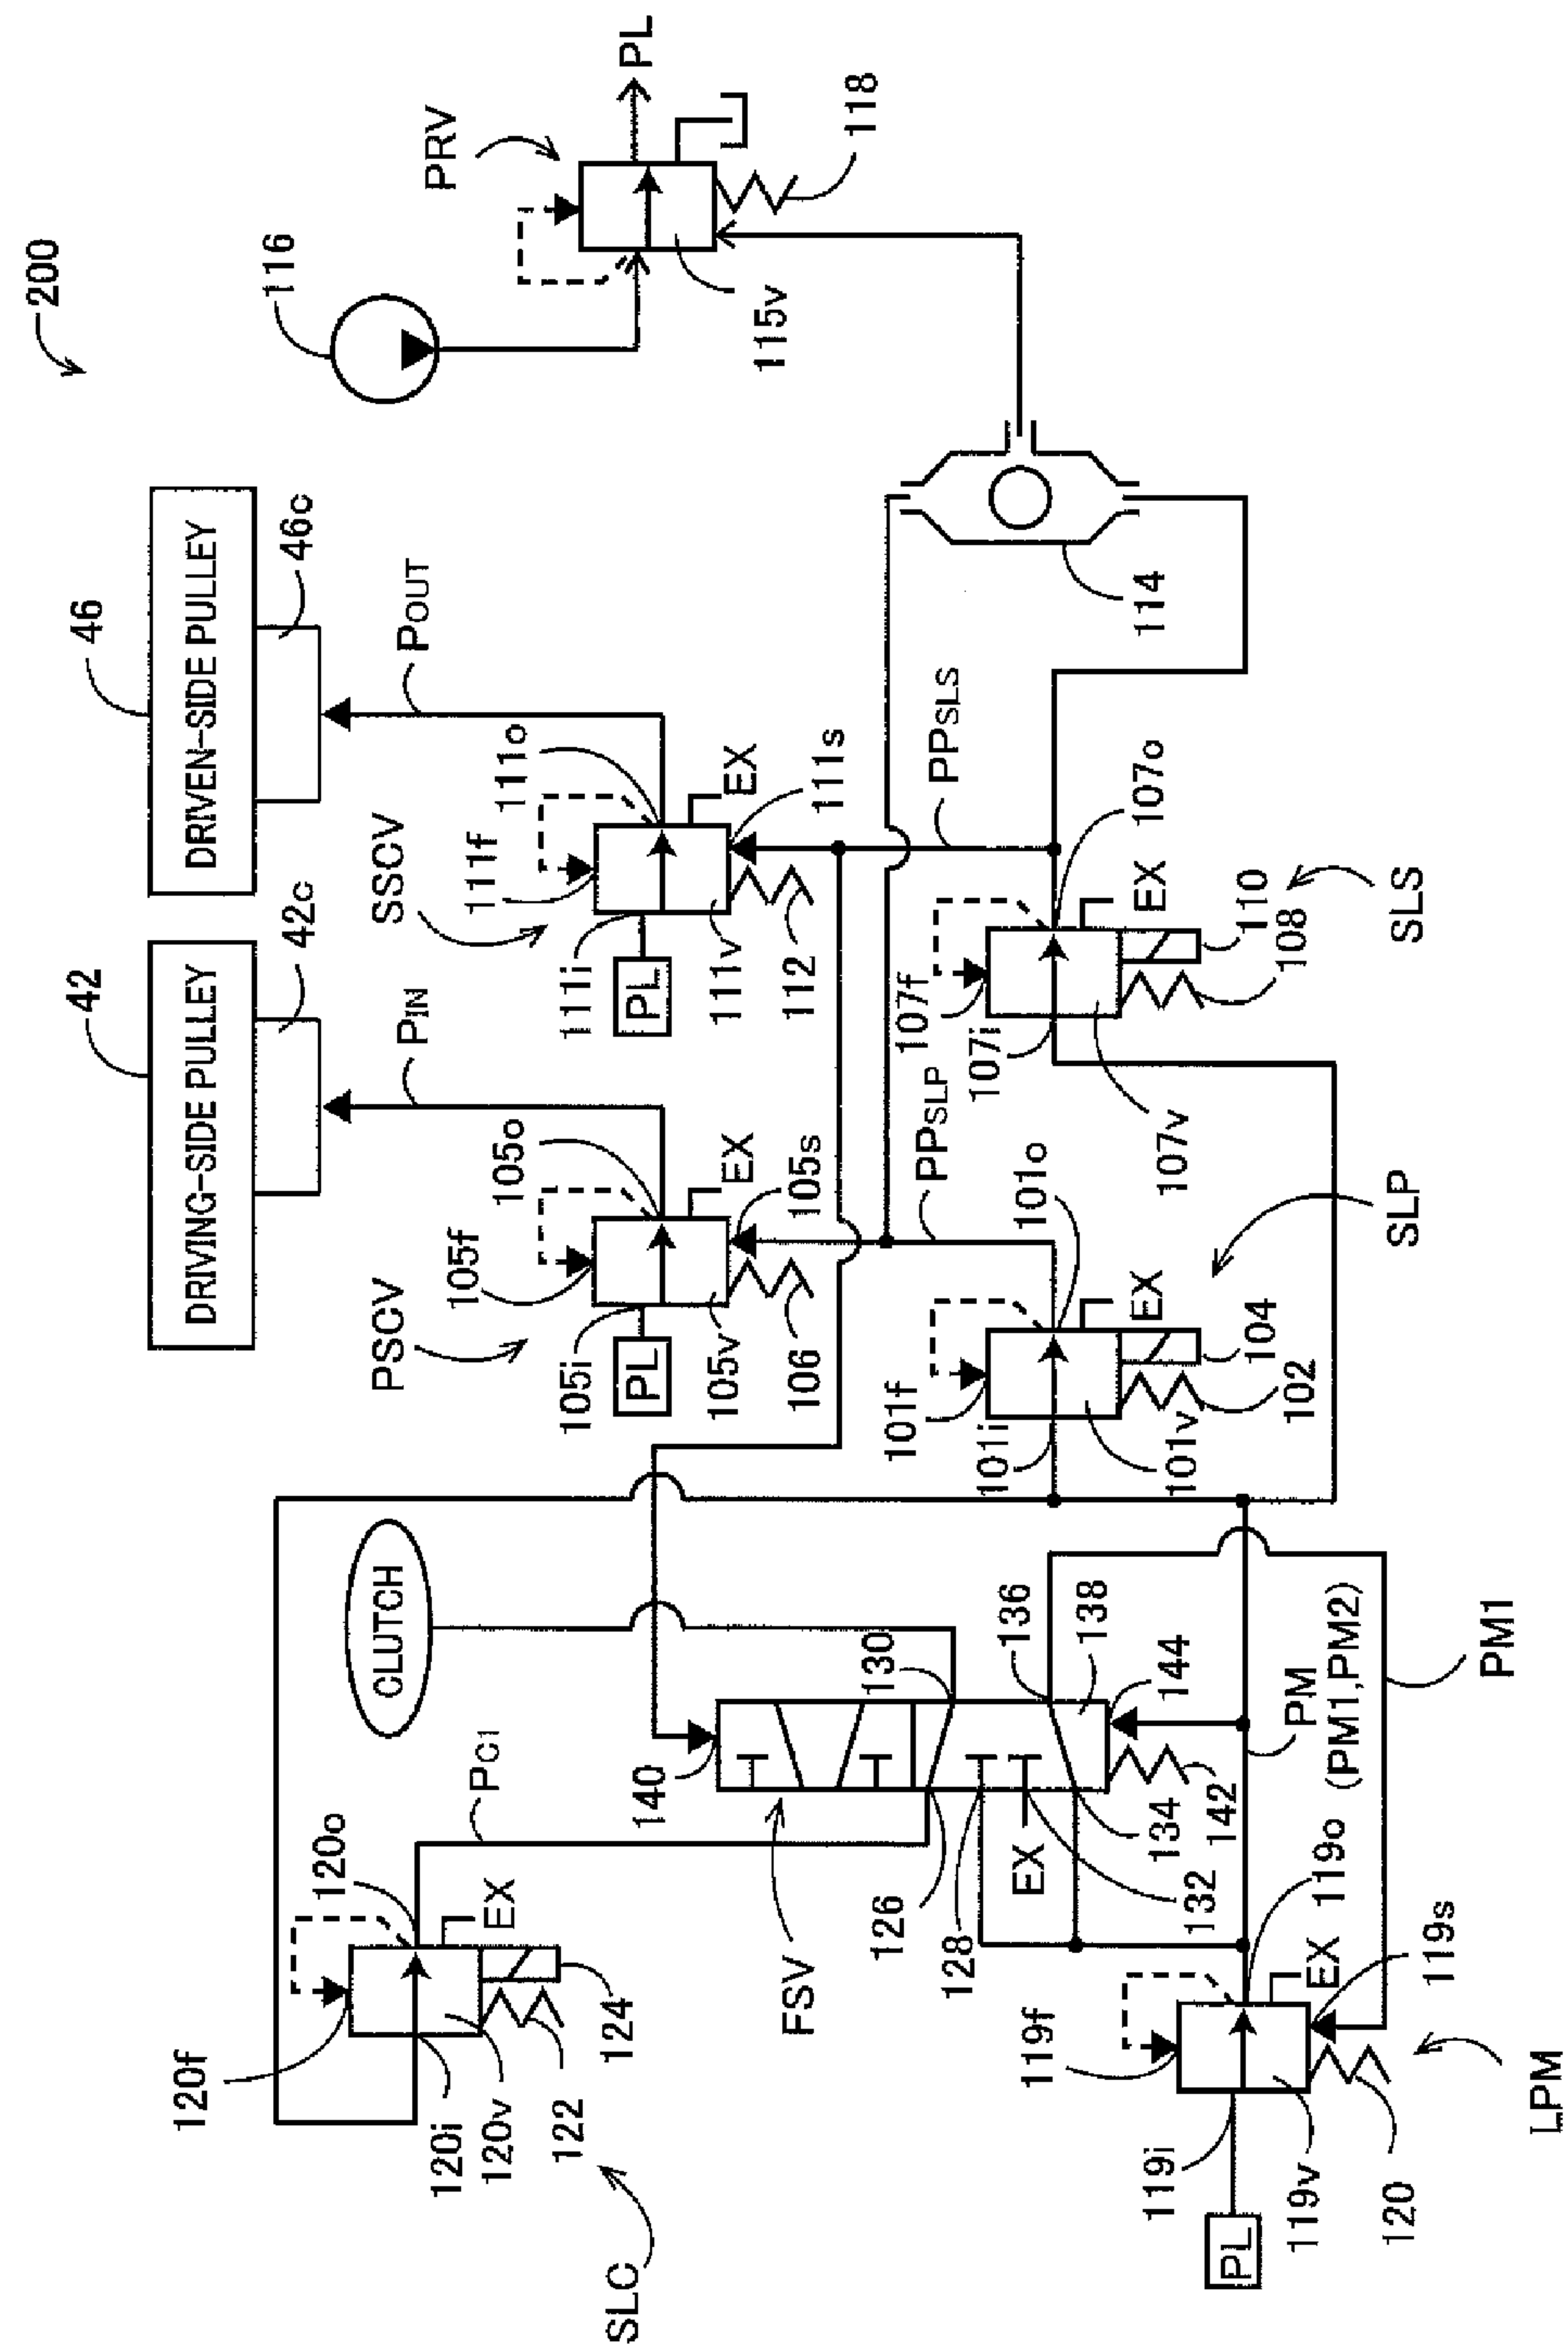 200
116
PRV
PL
118
115v
46
DRIVEN-SIDE PULLEY
46c
POUT
42
DRIVING-SIDE PULLEY
42c
PIN
SSCV
111f
111o
EX
111s
111i
PL
111v
112
PPSLS
114
PSCV
105f
105o
EX
105s
105i
PL
105v
106
PPSLP
107f
107i
107o
EX
110
108
107v
SLS
101f
101i
101o
EX
104
102
101v
SLP
CLUTCH
PC1
120f
120o
EX
120i
120v
122
124
SLC
140
130
136
138
144
FSV
126
128
EX
132
134
142
PM
(PM1,PM2)
PM1
119f
119o
EX
119s
119i
PL
119v
120
LPM